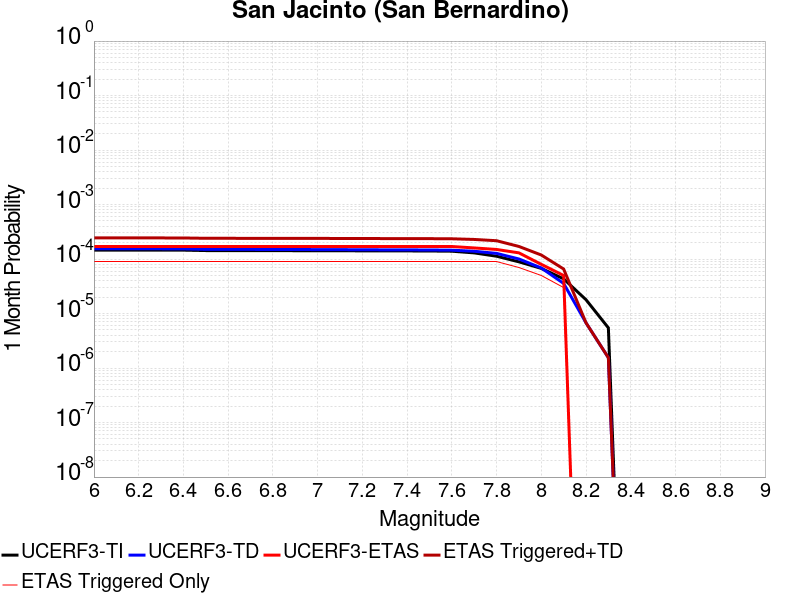 San Jacinto (San Bernardino)
10^0
10^-1
10^-2
10^-3
10^-4
10^-5
10^-6
10^-7
10^-8
1 Month Probability
6 6.2 6.4 6.6 6.8 7 7.2 7.4 7.6 7.8 8 8.2 8.4 8.6 8.8 9
Magnitude
UCERF3-TI UCERF3-TD UCERF3-ETAS ETAS Triggered+TD
ETAS Triggered Only